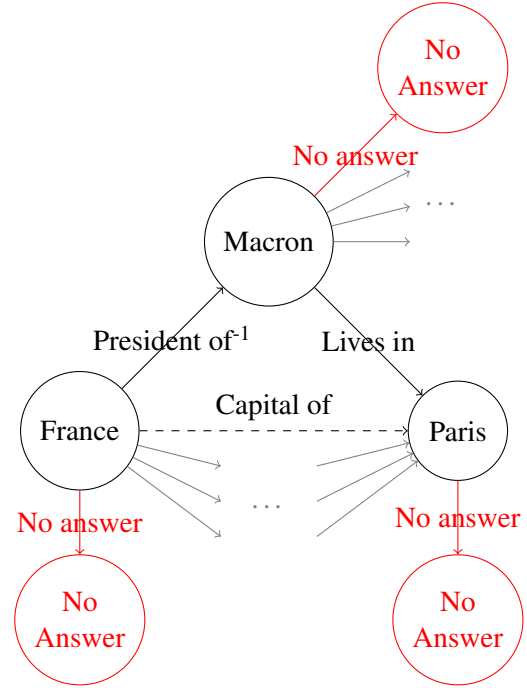 No
Answer
No answer
...
Macron
President of-1
Lives in
Capital of
France
Paris
...
No answer
No answer
No
Answer
No
Answer